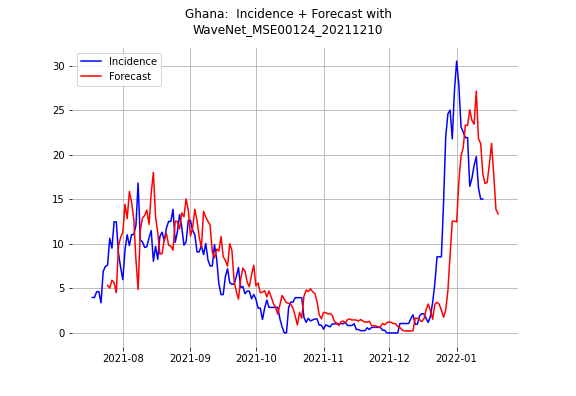 Ghana:  Incidence + Forecast with
WaveNet_MSE00124_20211210
Incidence
Forecast
30
25
20
15
10
5
0
2021-08 2021-09 2021-10 2021-11 2021-12 2022-01